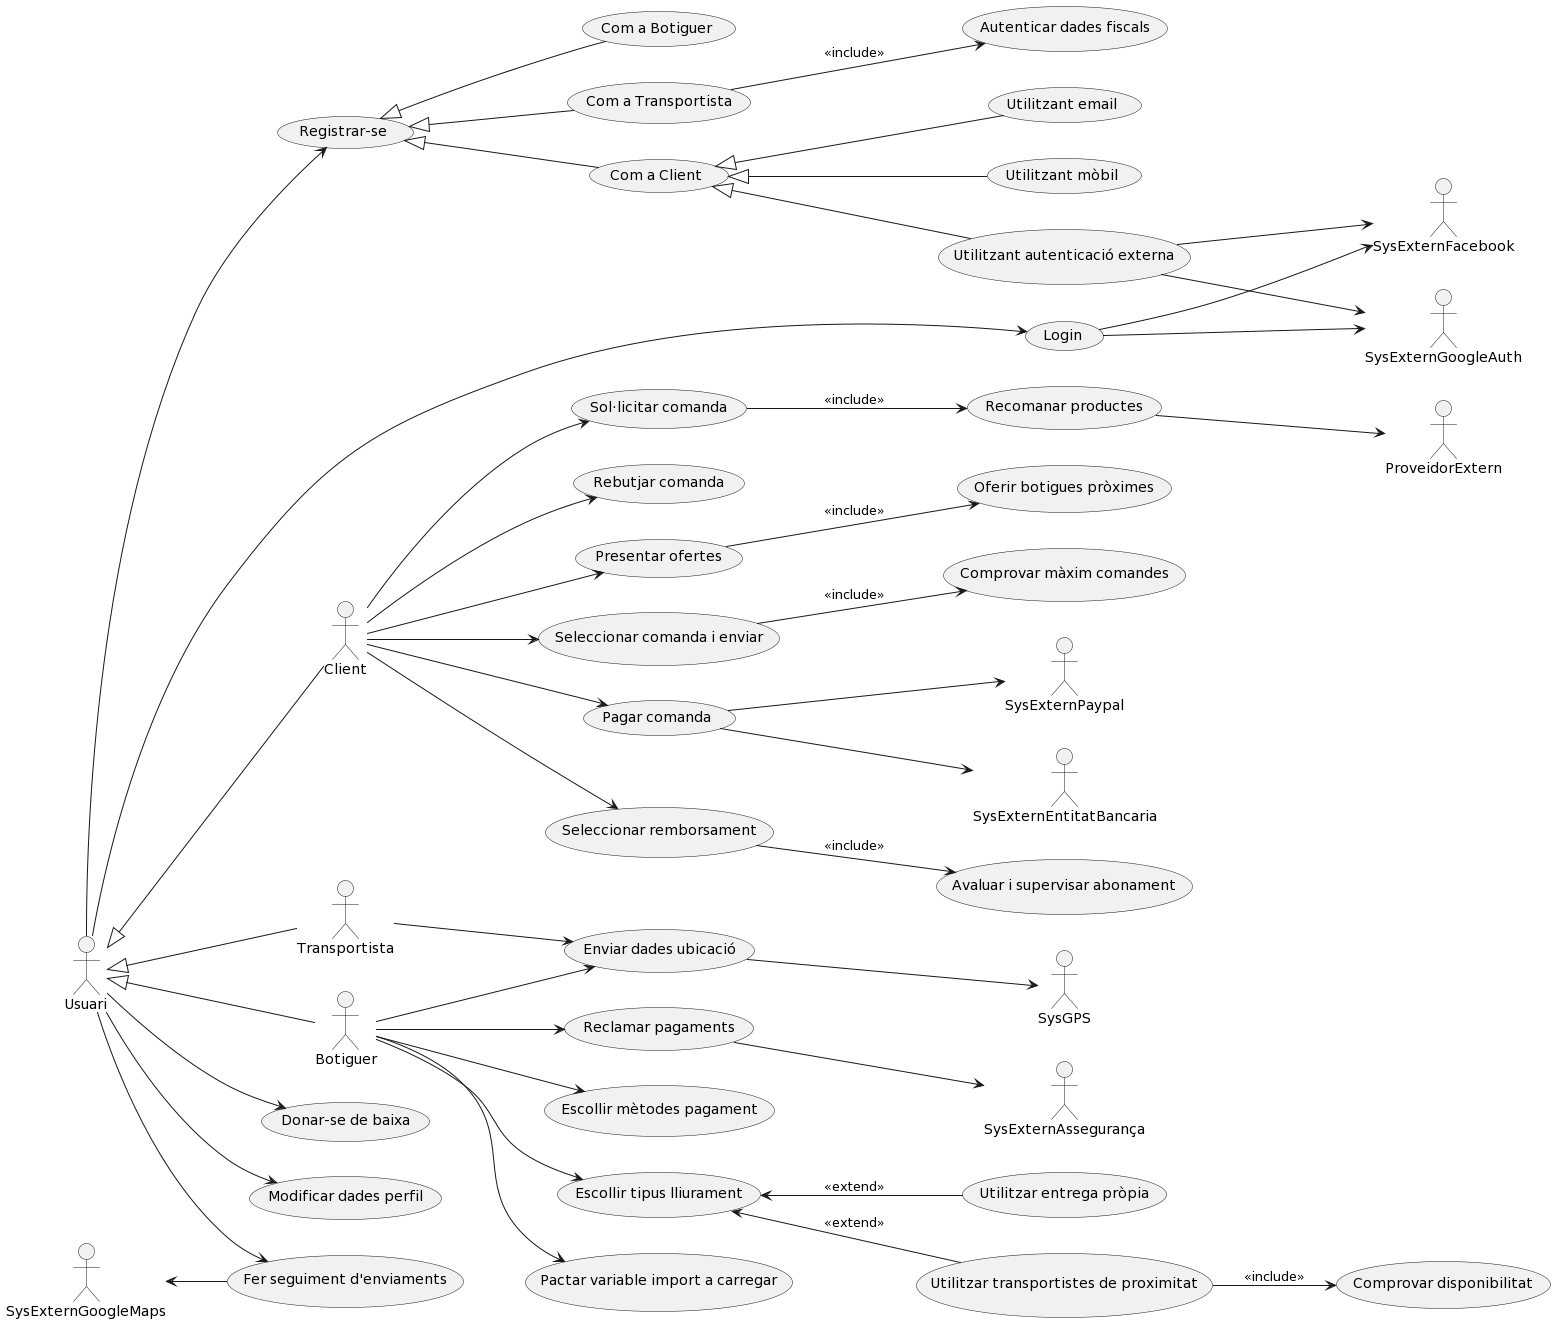 Com a Botiguer
Autenticar dades fiscals
«include»
Com a Transportista
Utilitzant email
Registrar-se
Com a Client
Utilitzant mòbil
Utilitzant autenticació externa
SysExternFacebook
Login
SysExternGoogleAuth
Sol·licitar comanda
«include»
Recomanar productes
ProveidorExtern
Rebutjar comanda
Oferir botigues pròximes
«include»
Presentar ofertes
Comprovar màxim comandes
«include»
Seleccionar comanda i enviar
Client
SysExternPaypal
Pagar comanda
SysExternEntitatBancaria
Seleccionar remborsament
«include»
Avaluar i supervisar abonament
Transportista
Enviar dades ubicació
Usuari
SysGPS
Reclamar pagaments
Botiguer
Escollir mètodes pagament
SysExternAssegurança
Donar-se de baixa
Escollir tipus lliurament
«extend»
Utilitzar entrega pròpia
Modificar dades perfil
«extend»
Fer seguiment d'enviaments
Pactar variable import a carregar
Utilitzar transportistes de proximitat
«include»
Comprovar disponibilitat
SysExternGoogleMaps